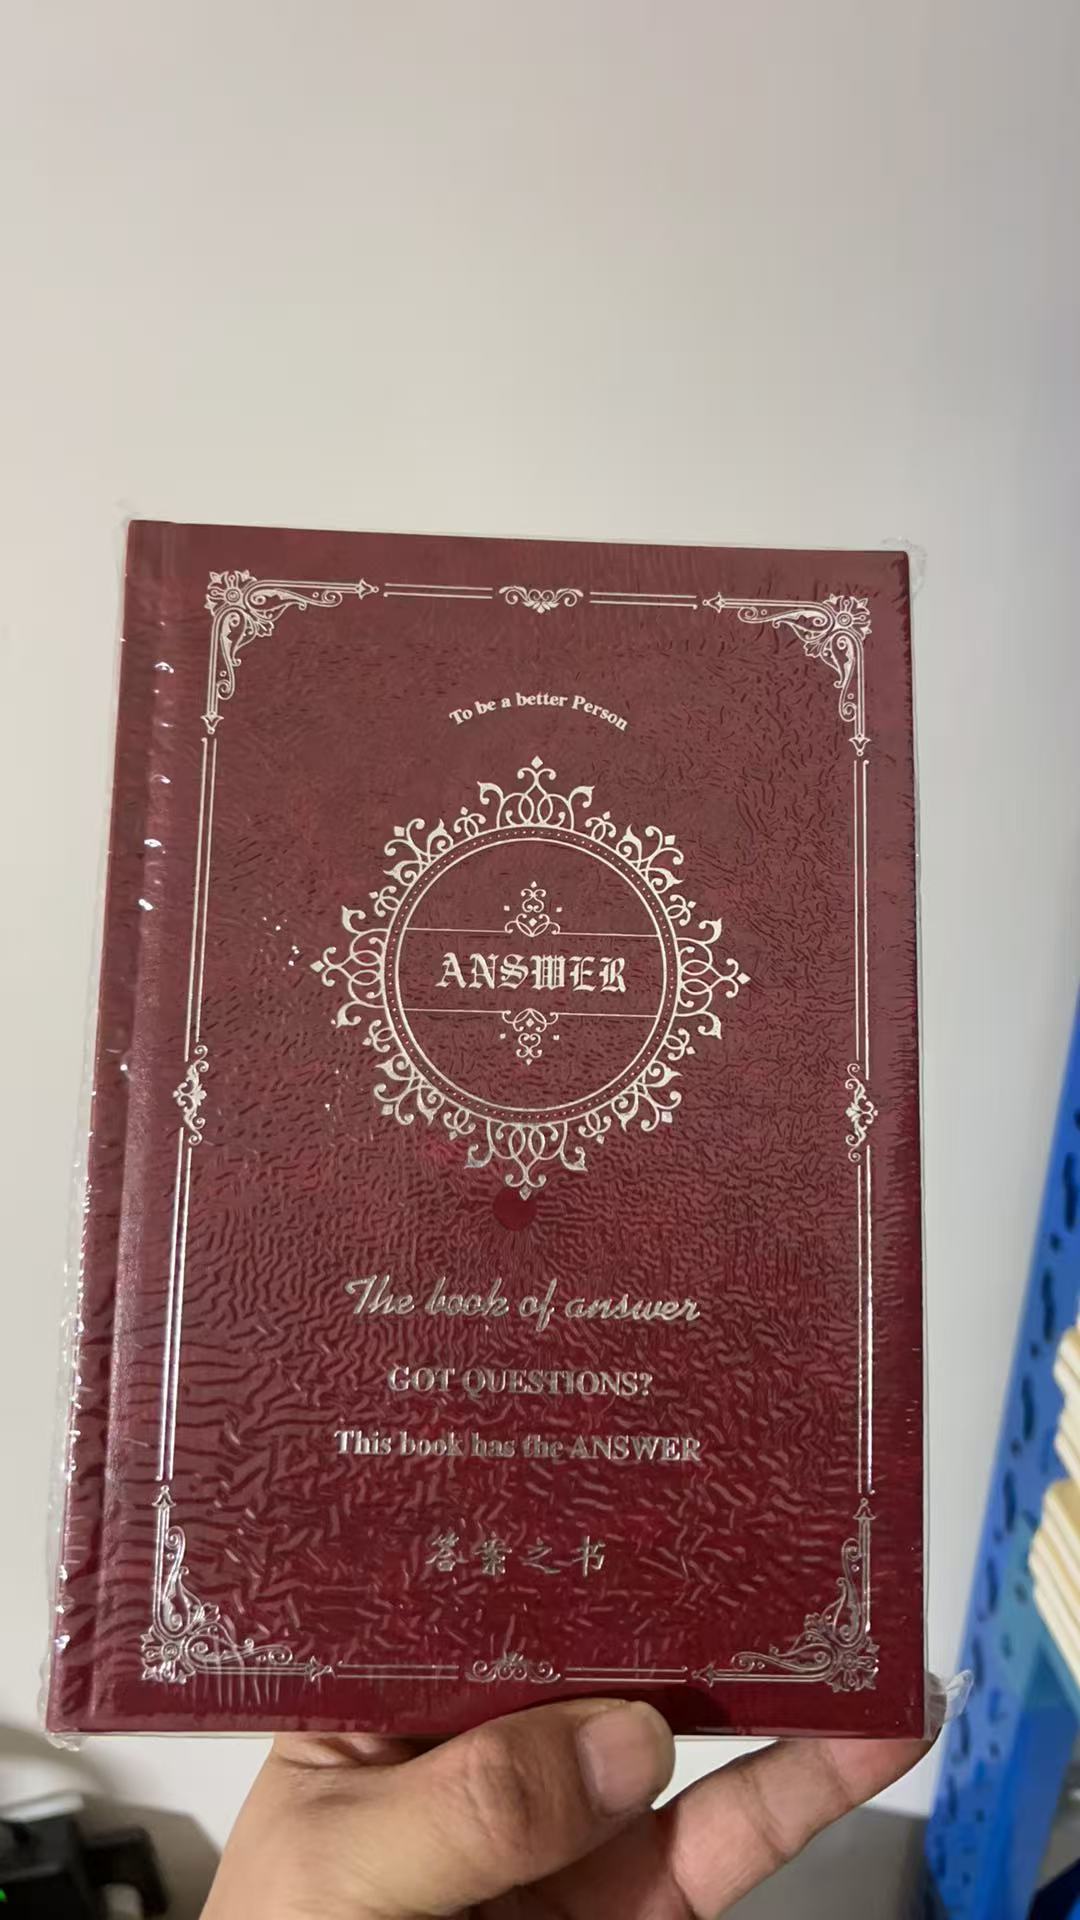 To be a better Person
ANSWER
The book of answer
GOT QUESTIONS?
This book has the ANSWER
答案之书